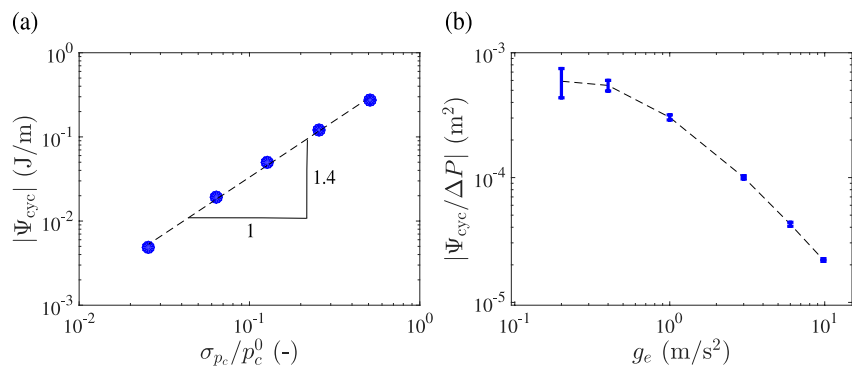 (a)
10^0
10^-1
10^-2
10^-3
|Ψ_cyc| (J/m)
1.4
1
10^-2
10^-1
10^0
σ_{p_c}/p_c^0 (-)
(b)
10^-3
10^-4
10^-5
|Ψ_cyc/ΔP| (m^2)
10^-1
10^0
10^1
g_e (m/s^2)